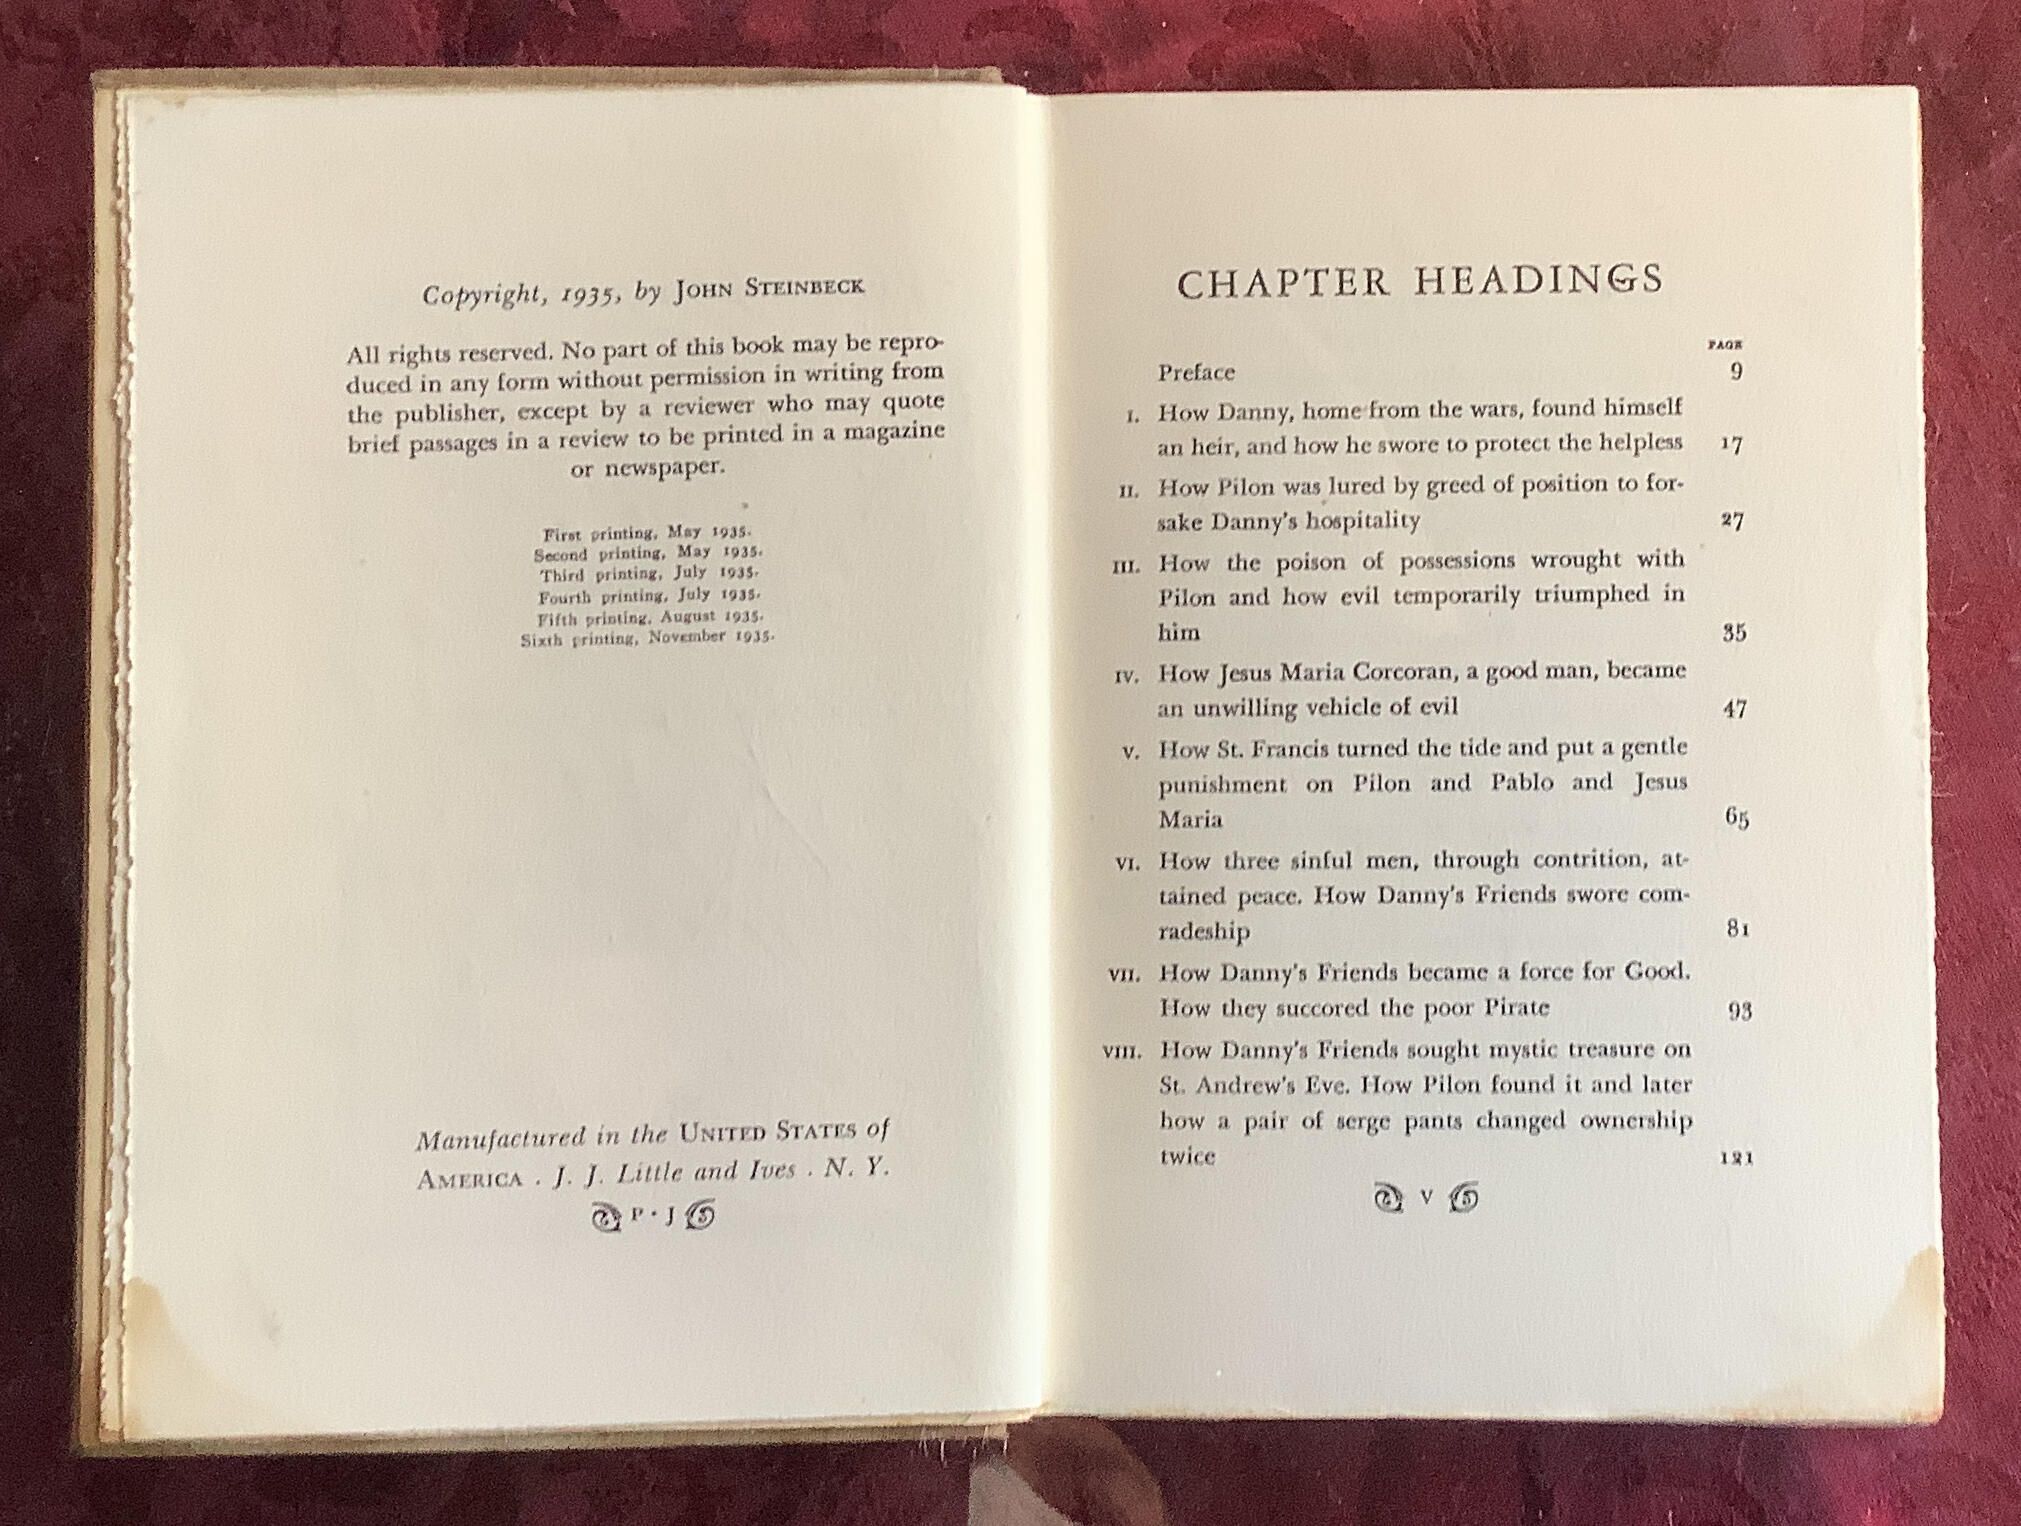 Copyright, 1935, by JOHN STEINBECK
All rights reserved. No part of this book may be repro-
duced in any form without permission in writing from
the publisher, except by a reviewer who may quote
brief passages in a review to be printed in a magazine
or newspaper.
First printing, May 1935.
Second printing, May 1935.
Third printing, July 1935.
Fourth printing, July 1935.
Fifth printing, August 1935.
Sixth printing, November 1935.
Manufactured in the UNITED STATES of
AMERICA . J. J. Little and Ives . N. Y.
P · J
CHAPTER HEADINGS
PAGE
Preface 9
I. How Danny, home from the wars, found himself
an heir, and how he swore to protect the helpless 17
II. How Pilon was lured by greed of position to for-
sake Danny's hospitality 27
III. How the poison of possessions wrought with
Pilon and how evil temporarily triumphed in
him 35
IV. How Jesus Maria Corcoran, a good man, became
an unwilling vehicle of evil 47
V. How St. Francis turned the tide and put a gentle
punishment on Pilon and Pablo and Jesus
Maria 65
VI. How three sinful men, through contrition, at-
tained peace. How Danny's Friends swore com-
radeship 81
VII. How Danny's Friends became a force for Good.
How they succored the poor Pirate 93
VIII. How Danny's Friends sought mystic treasure on
St. Andrew's Eve. How Pilon found it and later
how a pair of serge pants changed ownership
twice 121
V